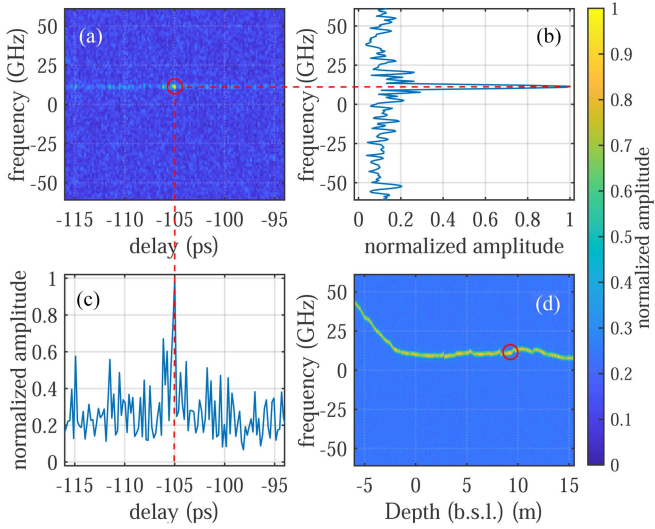 (a)
frequency (GHz)
50
25
0
-25
-50
-115 -110 -105 -100 -95
delay (ps)
(b)
frequency (GHz)
50
25
0
-25
-50
0 0.2 0.4 0.6 0.8 1
normalized amplitude
(c)
normalized amplitude
1
0.8
0.6
0.4
0.2
0
-115 -110 -105 -100 -95
delay (ps)
(d)
frequency (GHz)
50
25
0
-25
-50
-5 0 5 10 15
Depth (b.s.l.) (m)
1
0.9
0.8
0.7
0.6
0.5
0.4
0.3
0.2
0.1
0
normalized amplitude